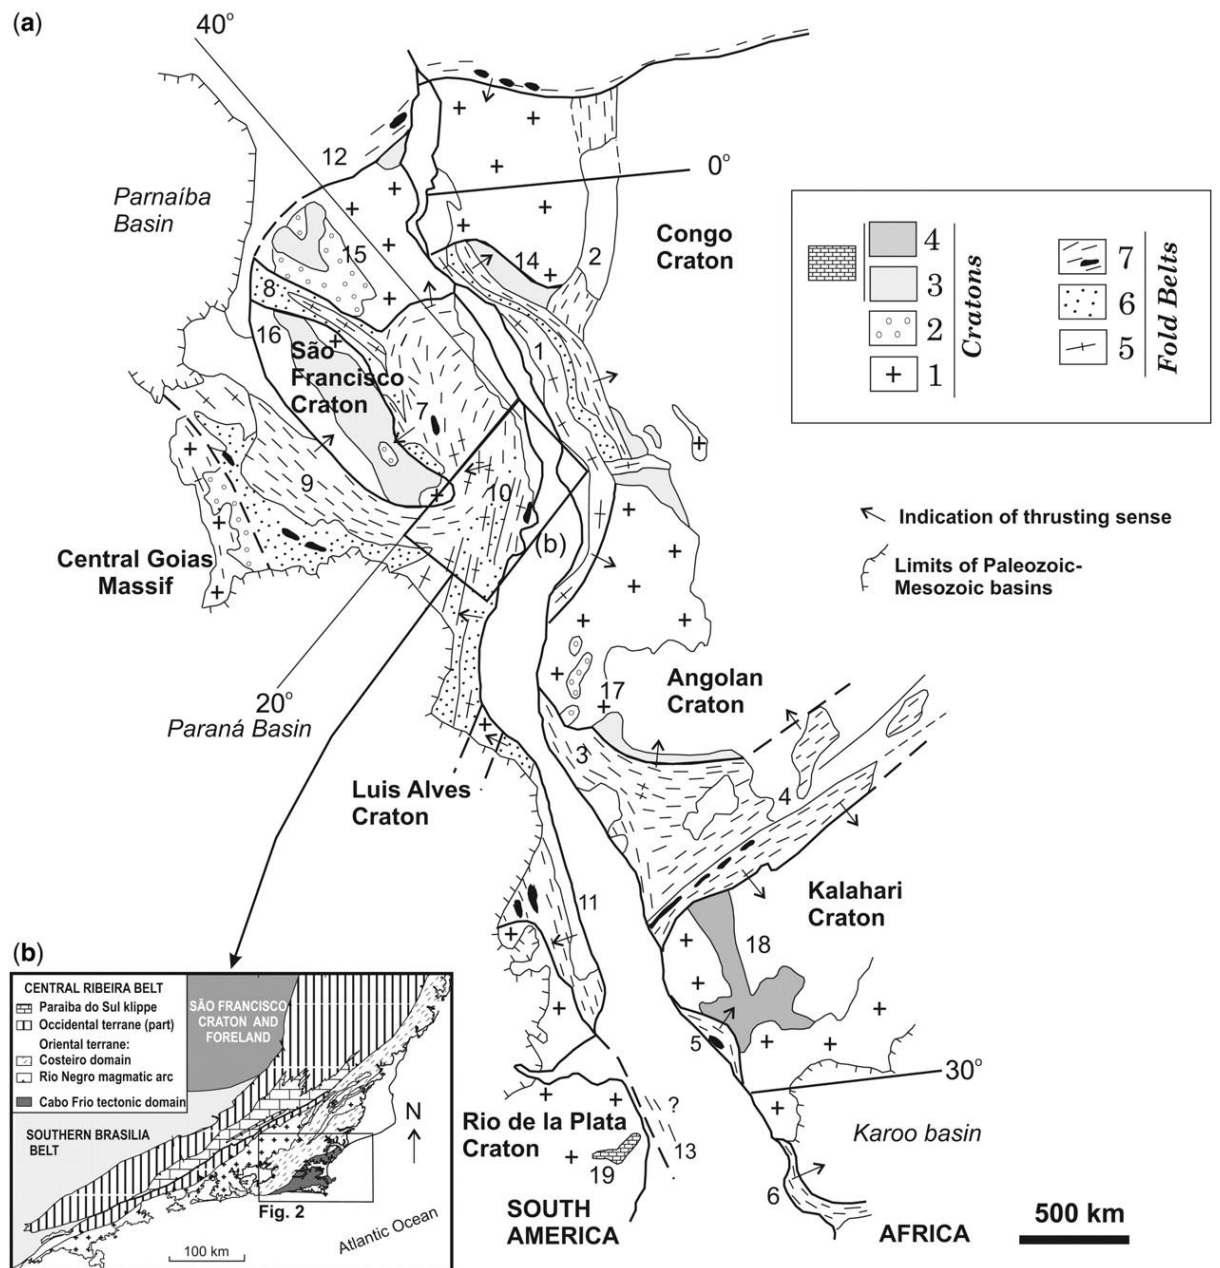 (a)
40°
12
Parnaíba
Basin
0°
Congo
Craton
15
14
2
8
16
São
Francisco
Craton
1
7
9
10
(b)
Central Goias
Massif
4
3
2
1
Cratons
7
6
5
Fold Belts
Indication of thrusting sense
Limits of Paleozoic-
Mesozoic basins
20°
Paraná Basin
17
Angolan
Craton
3
4
Luis Alves
Craton
Kalahari
Craton
11
18
5
30°
Rio de la Plata
Craton
?
13
19
Karoo basin
6
SOUTH
AMERICA
AFRICA
500 km
(b)
CENTRAL RIBEIRA BELT
Paraiba do Sul klippe
Occidental terrane (part)
Oriental terrane:
Costeiro domain
Rio Negro magmatic arc
Cabo Frio tectonic domain
SÃO FRANCISCO
CRATON AND
FORELAND
SOUTHERN BRASILIA
BELT
N
Fig. 2
100 km
Atlantic Ocean